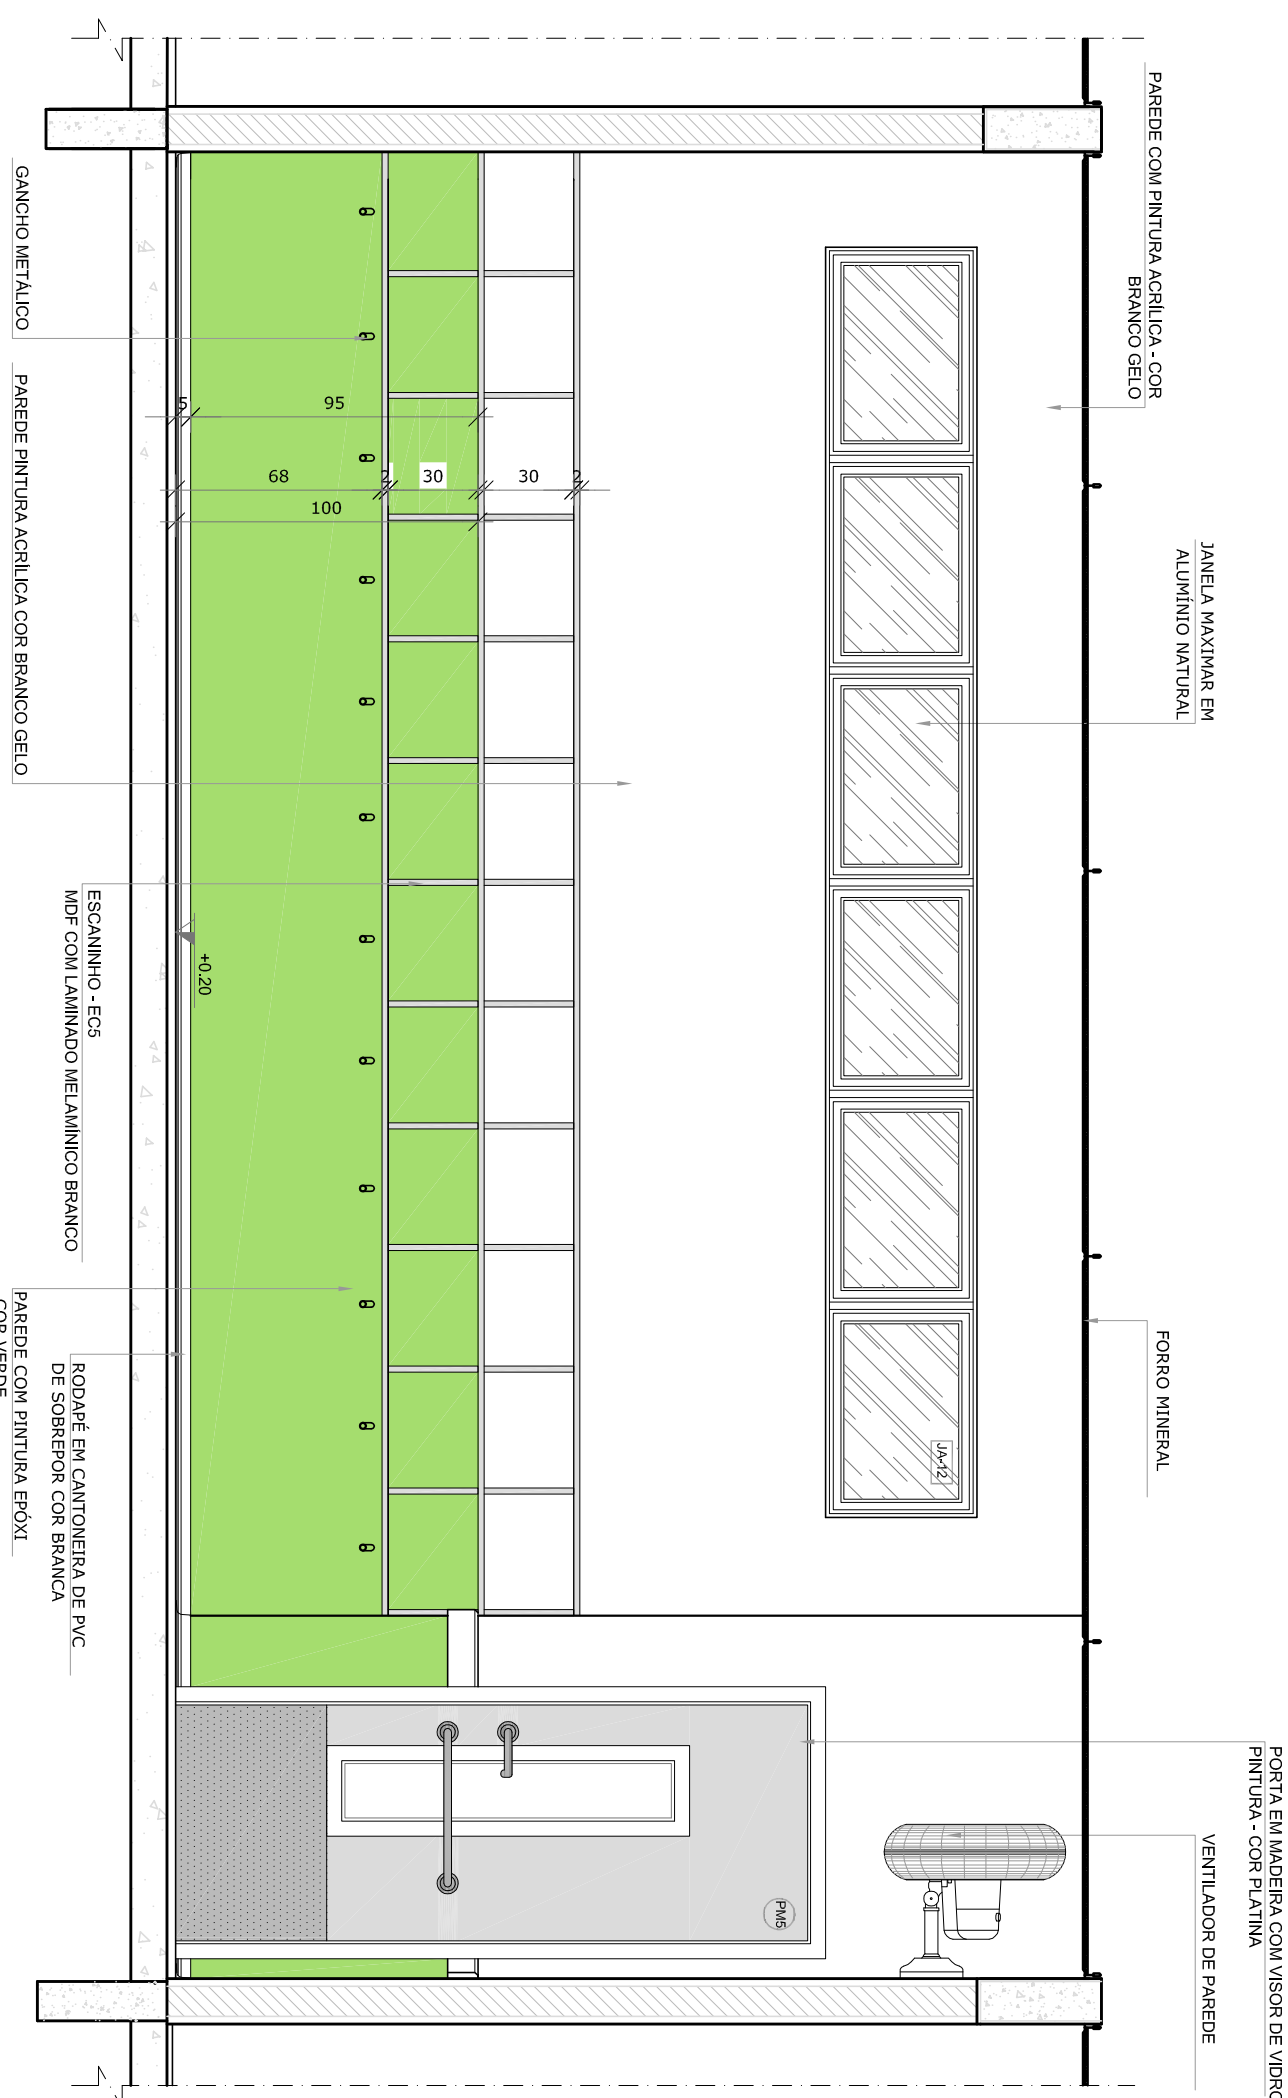 PAREDE COM PINTURA ACRÍLICA - COR
BRANCO GELO
JANELA MAXIMAR EM
ALUMÍNIO NATURAL
FORRO MINERAL
PORTA EM MADEIRA COM VISOR DE VIDRO
PINTURA - COR PLATINA
VENTILADOR DE PAREDE
JA-12
PM5
5
95
68
2
30
30
2
100
+0.20
GANCHO METÁLICO
PAREDE PINTURA ACRÍLICA COR BRANCO GELO
ESCANINHO - EC5
MDF COM LAMINADO MELAMÍNICO BRANCO
RODAPÉ EM CANTONEIRA DE PVC
DE SOBREPOR COR BRANCA
PAREDE COM PINTURA EPÓXI
COR VERDE